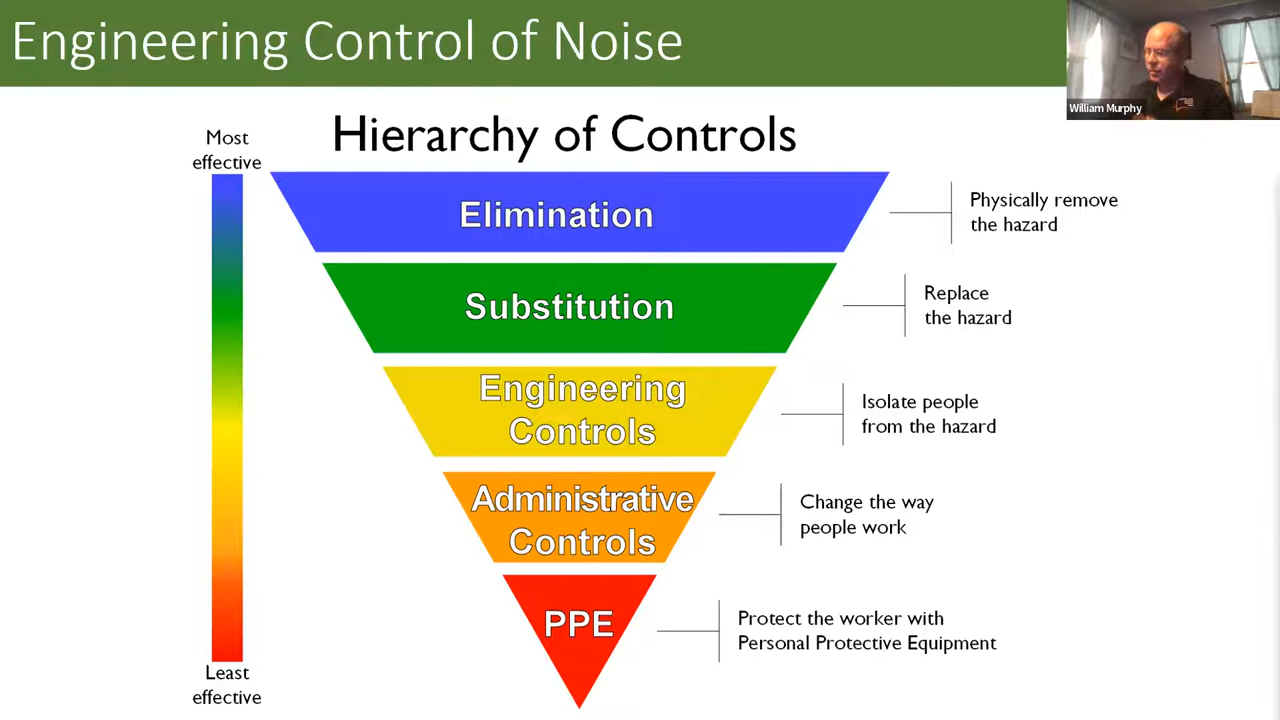 Engineering Control of Noise
William Murphy
Hierarchy of Controls
Most
effective
Elimination
Physically remove
the hazard
Substitution
Replace
the hazard
Engineering
Controls
Isolate people
from the hazard
Administrative
Controls
Change the way
people work
PPE
Protect the worker with
Personal Protective Equipment
Least
effective